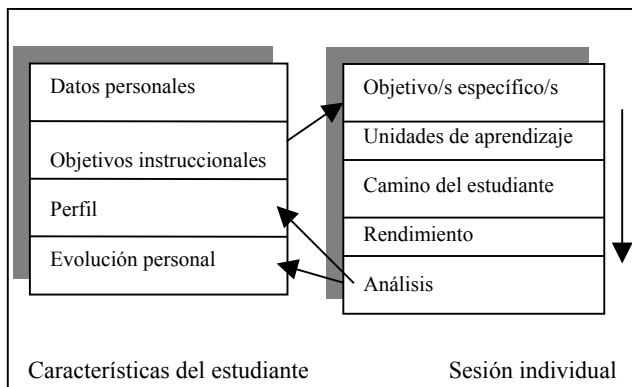 Datos personales
Objetivos instruccionales
Perfil
Evolución personal
Características del estudiante
Objetivo/s específico/s
Unidades de aprendizaje
Camino del estudiante
Rendimiento
Análisis
Sesión individual